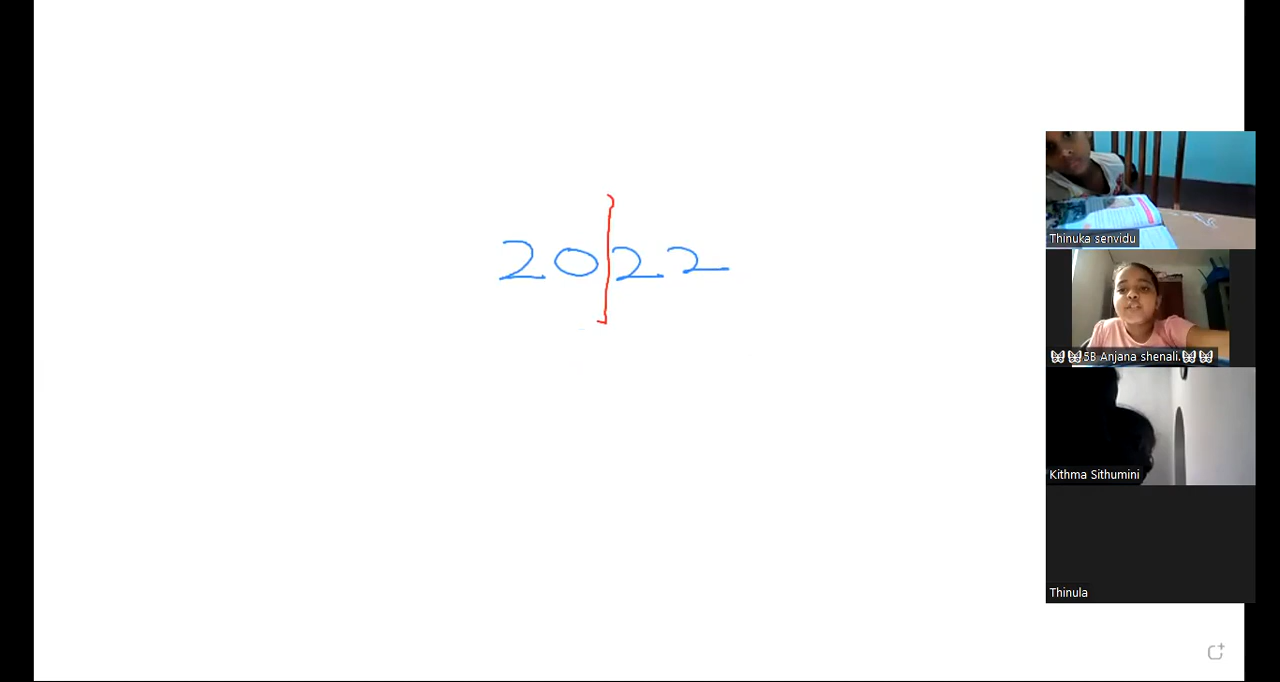 2022
Thinuka senvidu
5B Anjana shenali.
Kithma Sithumini
Thinula